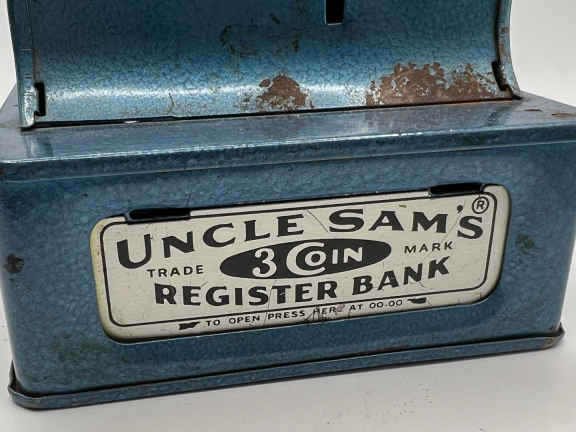 UNCLE SAM'S ®
TRADE 3 COIN MARK
REGISTER BANK
TO OPEN PRESS HERE AT 00.00